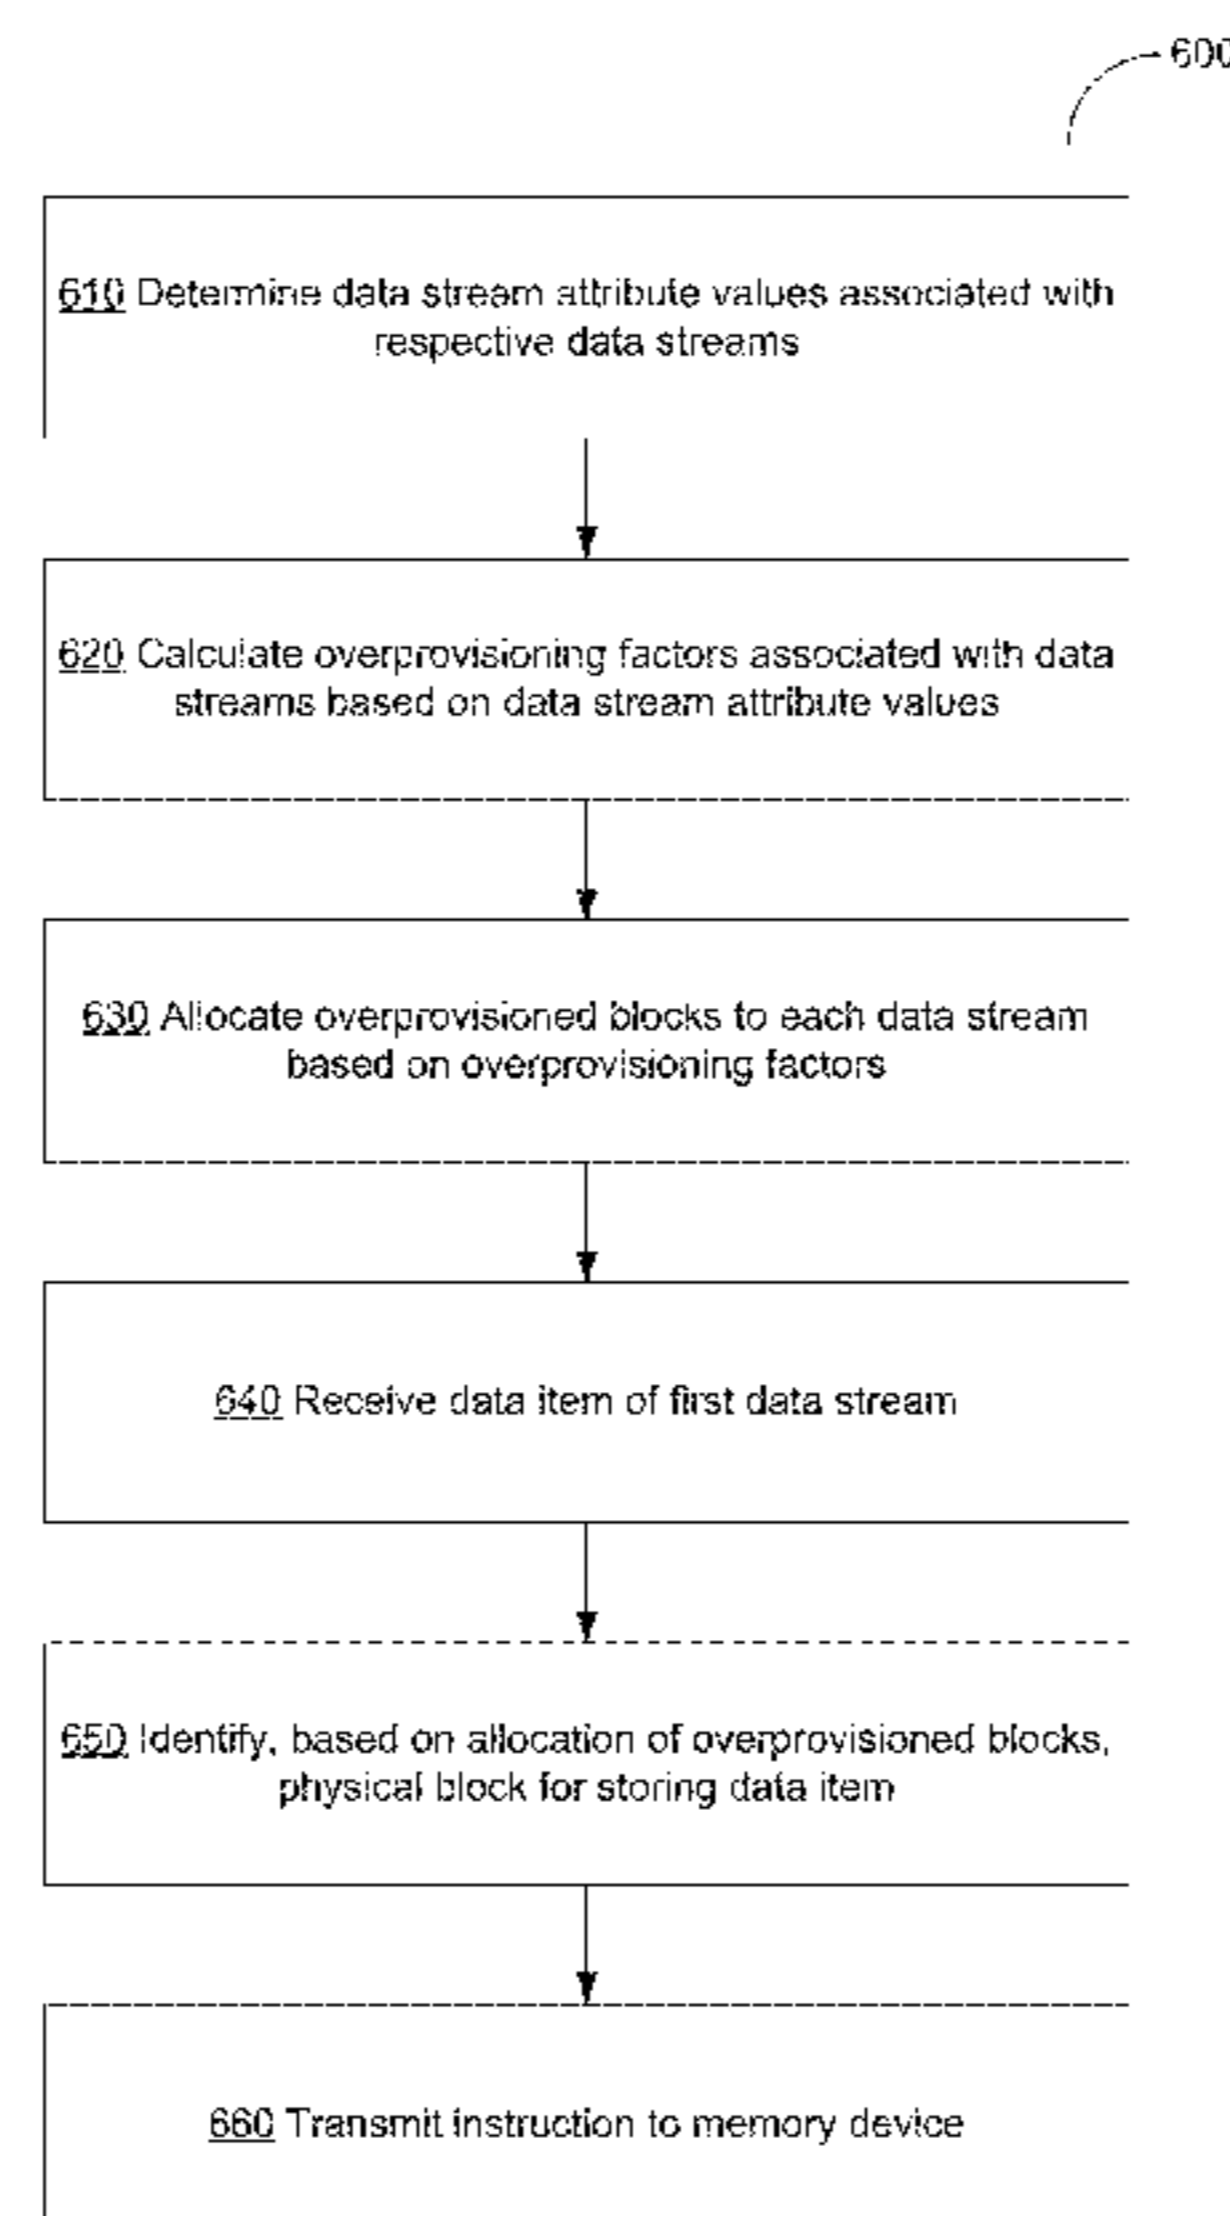 600
610 Determine data stream attribute values associated with
respective data streams
620 Calculate overprovisioning factors associated with data
streams based on data stream attribute values
630 Allocate overprovisioned blocks to each data stream
based on overprovisioning factors
640 Receive data item of first data stream
650 Identify, based on allocation of overprovisioned blocks,
physical block for storing data item
660 Transmit instruction to memory device